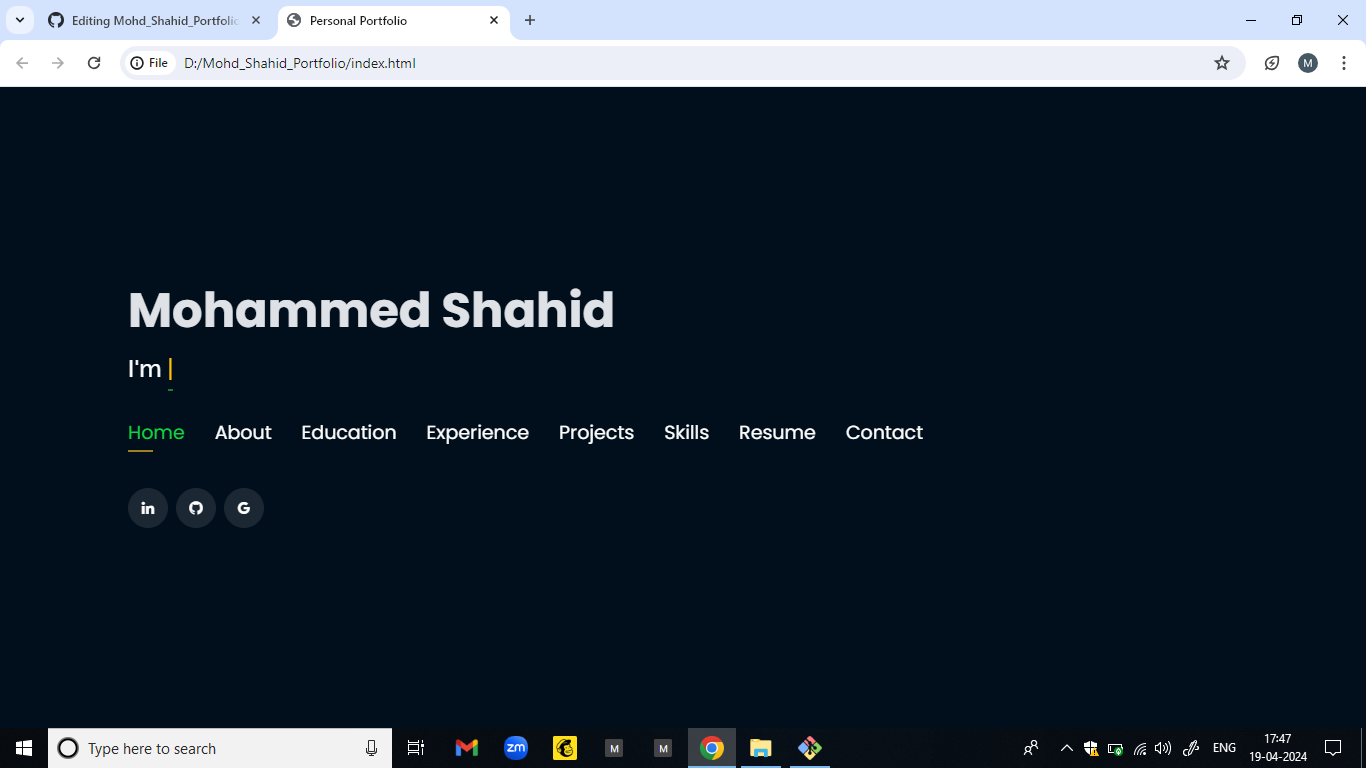 Editing Mohd_Shahid_Portfolio
Personal Portfolio
File D:/Mohd_Shahid_Portfolio/index.html
M
Mohammed Shahid
I'm |
Home About Education Experience Projects Skills Resume Contact
in G
Type here to search
zm M M
ENG
17:47
19-04-2024